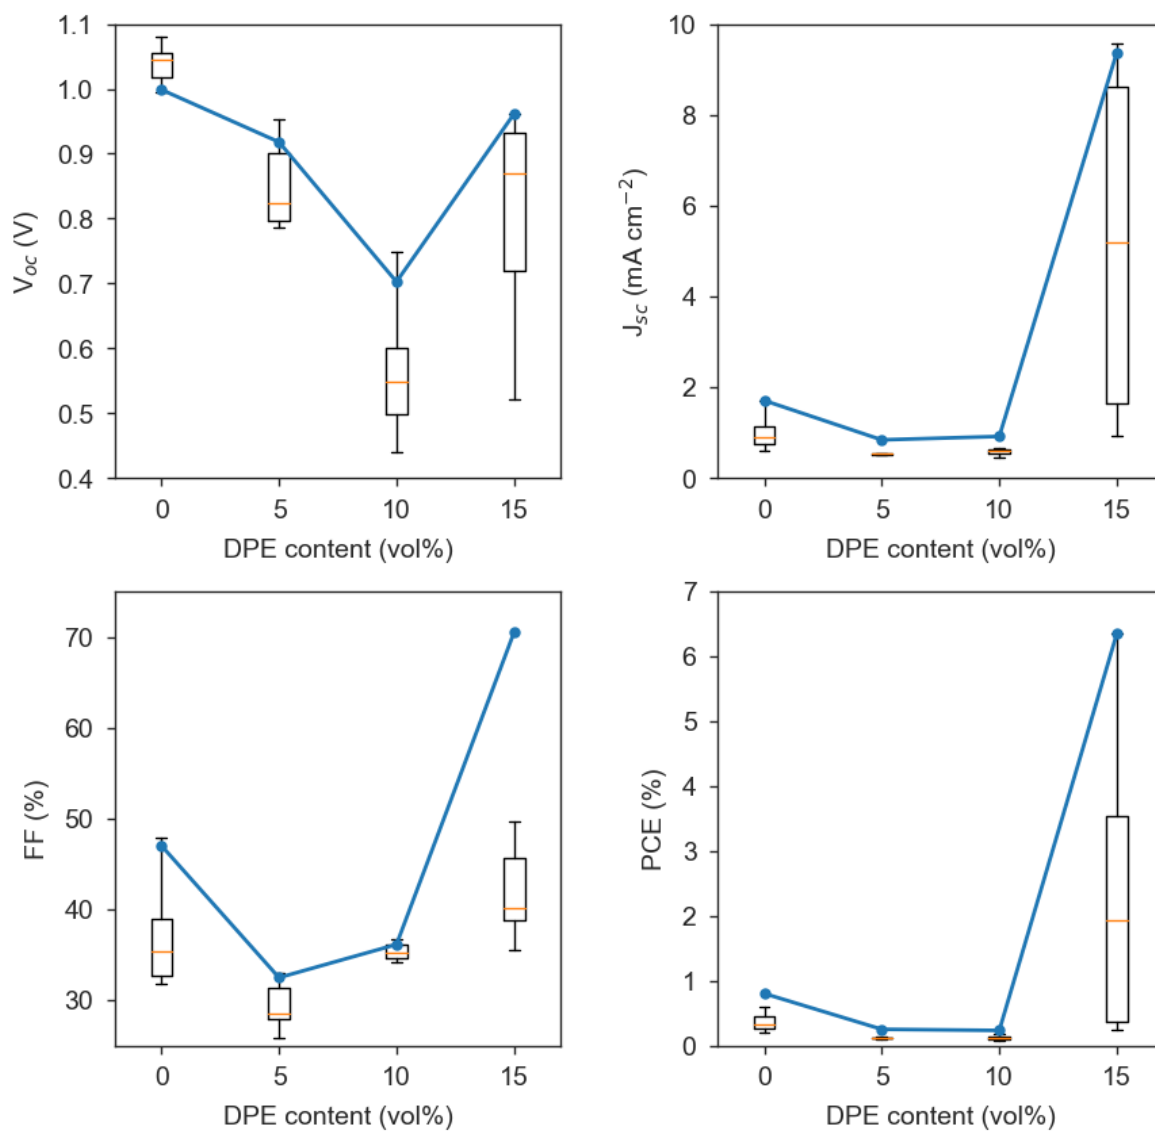 1.1
1.0
0.9
0.8
0.7
0.6
0.5
0.4
V_oc (V)
0 5 10 15
DPE content (vol%)
10
8
6
4
2
0
J_sc (mA cm⁻²)
0 5 10 15
DPE content (vol%)
70
60
50
40
30
FF (%)
0 5 10 15
DPE content (vol%)
7
6
5
4
3
2
1
0
PCE (%)
0 5 10 15
DPE content (vol%)